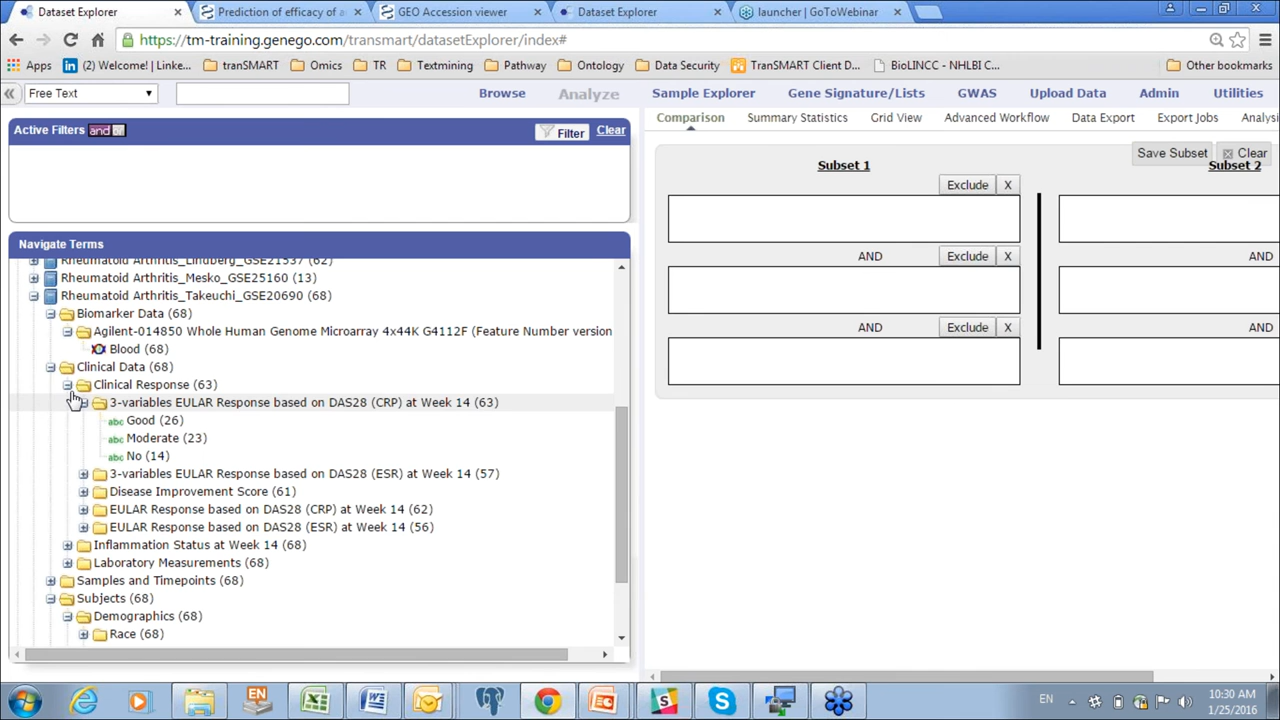 Dataset Explorer
Prediction of efficacy of a
GEO Accession viewer
Dataset Explorer
launcher | GoToWebinar
https://tm-training.genego.com/transmart/datasetExplorer/index#
Apps
(2) Welcome! | Linke...
tranSMART
Omics
TR
Textmining
Pathway
Ontology
Data Security
TranSMART Client D...
BioLINCC – NHLBI C...
Other bookmarks
Free Text
Browse
Analyze
Sample Explorer
Gene Signature/Lists
GWAS
Upload Data
Admin
Utilities
Active Filters and or
Filter
Clear
Comparison
Summary Statistics
Grid View
Advanced Workflow
Data Export
Export Jobs
Analysi
Save Subset
Clear
Subset 1
Subset 2
Exclude X
AND
Exclude X
AND
AND
Exclude X
AND
Navigate Terms
Rheumatoid Arthritis_Lindberg_GSE21537 (62)
Rheumatoid Arthritis_Mesko_GSE25160 (13)
Rheumatoid Arthritis_Takeuchi_GSE20690 (68)
Biomarker Data (68)
Agilent-014850 Whole Human Genome Microarray 4x44K G4112F (Feature Number version
Blood (68)
Clinical Data (68)
Clinical Response (63)
3-variables EULAR Response based on DAS28 (CRP) at Week 14 (63)
abc Good (26)
abc Moderate (23)
abc No (14)
3-variables EULAR Response based on DAS28 (ESR) at Week 14 (57)
Disease Improvement Score (61)
EULAR Response based on DAS28 (CRP) at Week 14 (62)
EULAR Response based on DAS28 (ESR) at Week 14 (56)
Inflammation Status at Week 14 (68)
Laboratory Measurements (68)
Samples and Timepoints (68)
Subjects (68)
Demographics (68)
Race (68)
EN
EN
10:30 AM
1/25/2016